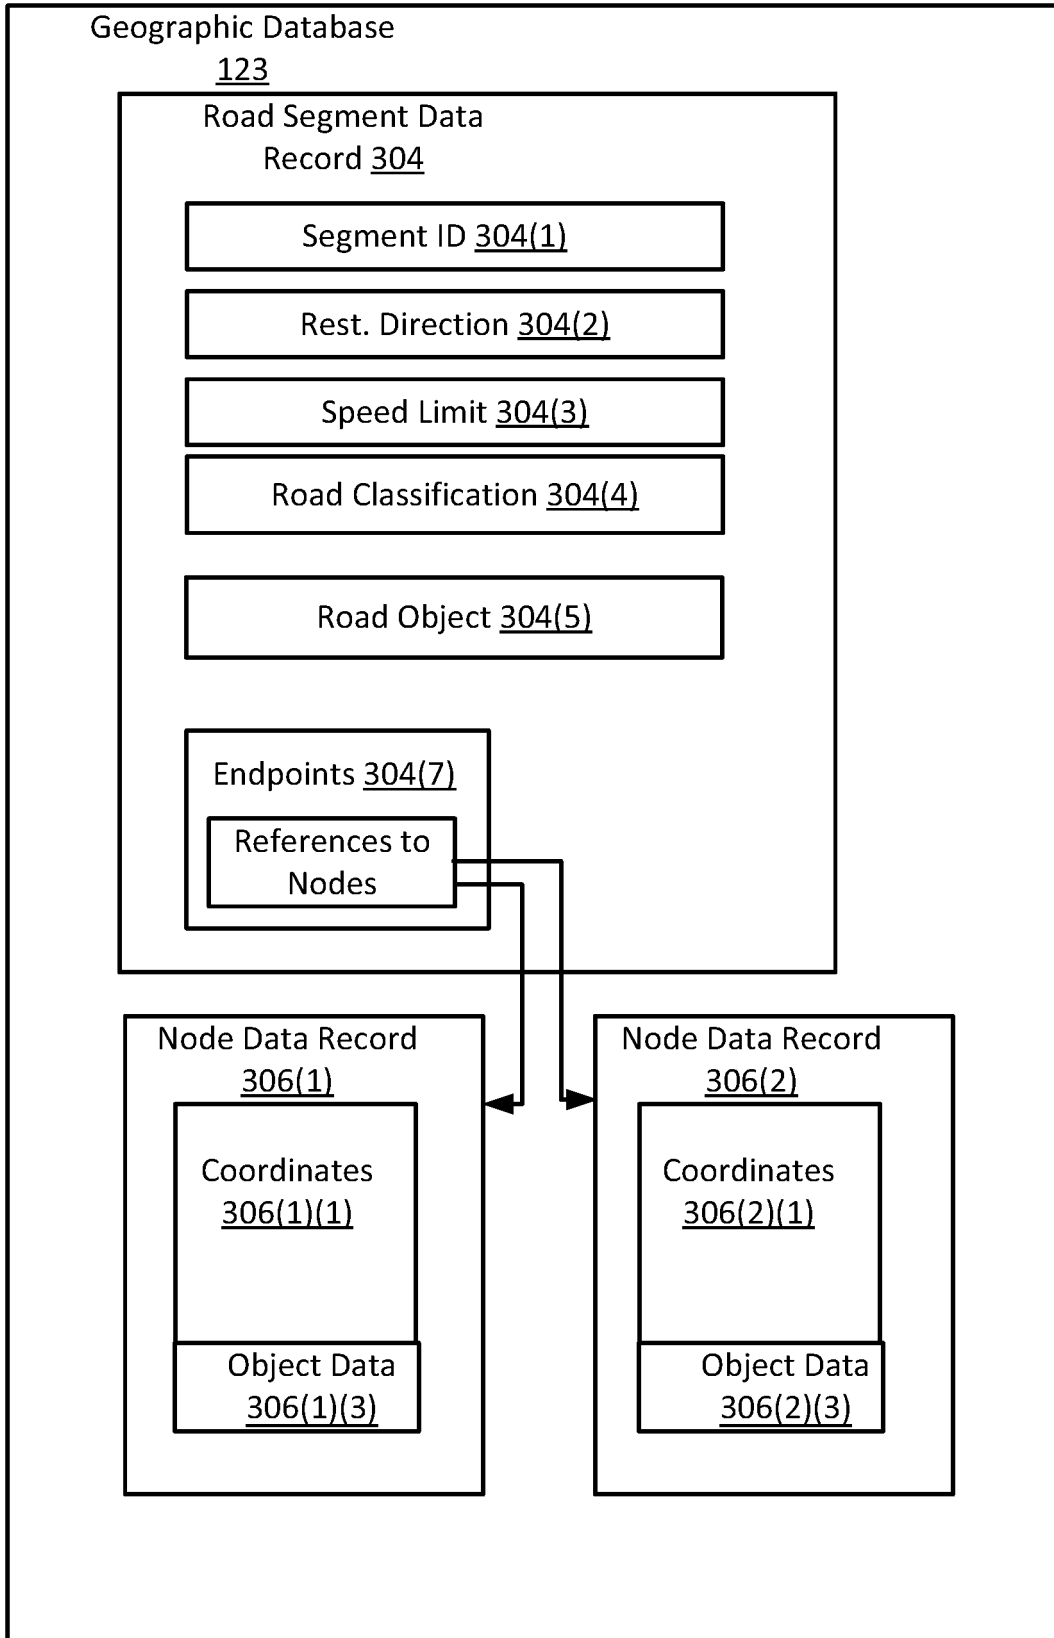 Geographic Database
123
Road Segment Data
Record 304
Segment ID 304(1)
Rest. Direction 304(2)
Speed Limit 304(3)
Road Classification 304(4)
Road Object 304(5)
Endpoints 304(7)
References to
Nodes
Node Data Record
306(1)
Coordinates
306(1)(1)
Object Data
306(1)(3)
Node Data Record
306(2)
Coordinates
306(2)(1)
Object Data
306(2)(3)